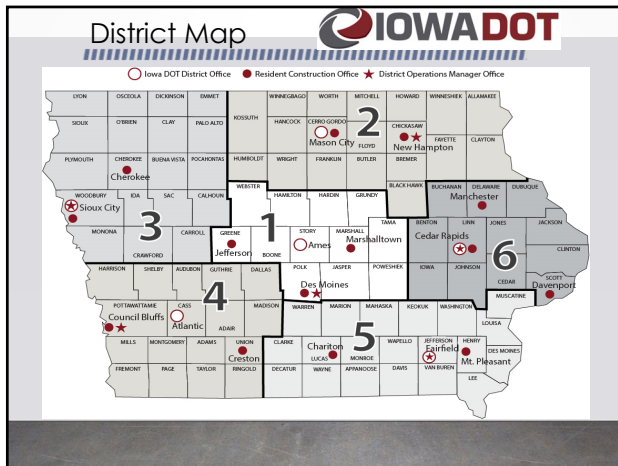 District Map
IOWADOT
Iowa DOT District Office Resident Construction Office District Operations Manager Office
LYON OSCEOLA DICKINSON EMMET
WINNEBAGO WORTH MITCHELL HOWARD WINNESHIEK ALLAMAKEE
KOSSUTH
SIOUX O'BRIEN CLAY PALO ALTO
HANCOCK CERRO GORDO 2 CHICKASAW
Mason City FLOYD New Hampton
FAYETTE CLAYTON
PLYMOUTH CHEROKEE BUENA VISTA POCAHONTAS
Cherokee
HUMBOLDT WRIGHT FRANKLIN BUTLER BREMER
WEBSTER BLACK HAWK BUCHANAN DELAWARE DUBUQUE
Manchester
WOODBURY IDA SAC CALHOUN
Sioux City
HAMILTON HARDIN GRUNDY
3 1
TAMA BENTON LINN JONES JACKSON
Cedar Rapids 6
MONONA CRAWFORD CARROLL
GREENE BOONE STORY MARSHALL
Jefferson Ames Marshalltown
CLINTON
CEDAR
HARRISON SHELBY AUDUBON GUTHRIE DALLAS
POLK JASPER POWESHIEK IOWA JOHNSON
Des Moines
SCOTT
Davenport
MUSCATINE
4
POTTAWATTAMIE CASS ADAIR MADISON
Council Bluffs Atlantic
WARREN MARION MAHASKA KEOKUK WASHINGTON
LOUISA
5
MILLS MONTGOMERY ADAMS UNION
Creston
CLARKE LUCAS MONROE WAPELLO JEFFERSON HENRY DES MOINES
Chariton Fairfield Mt. Pleasant
FREMONT PAGE TAYLOR RINGOLD
DECATUR WAYNE APPANOOSE DAVIS VAN BUREN
LEE